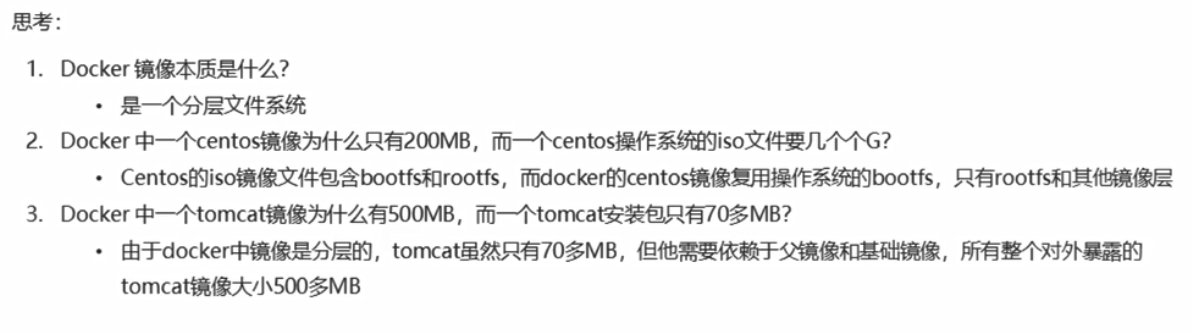 思考：
1. Docker 镜像本质是什么？
• 是一个分层文件系统
2. Docker 中一个centos镜像为什么只有200MB，而一个centos操作系统的iso文件要几个个G？
• Centos的iso镜像文件包含bootfs和rootfs，而docker的centos镜像复用操作系统的bootfs，只有rootfs和其他镜像层
3. Docker 中一个tomcat镜像为什么有500MB，而一个tomcat安装包只有70多MB？
• 由于docker中镜像是分层的，tomcat虽然只有70多MB，但他需要依赖于父镜像和基础镜像，所有整个对外暴露的
tomcat镜像大小500多MB